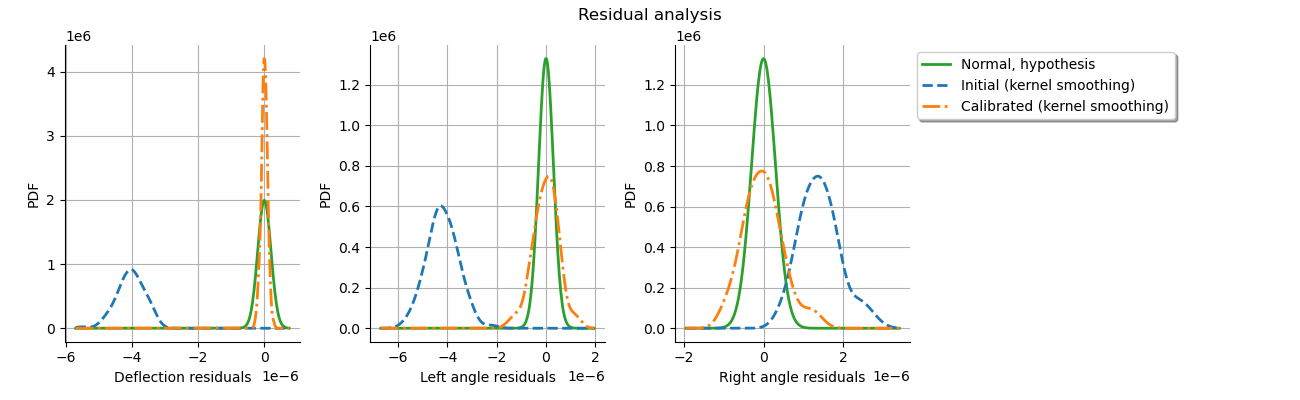 Residual analysis
1e6
4
3
2
1
0
PDF
−6
−4
−2
0
Deflection residuals
1e−6
1e6
1.2
1.0
0.8
0.6
0.4
0.2
0.0
PDF
−6
−4
−2
0
2
Left angle residuals
1e−6
1e6
1.2
1.0
0.8
0.6
0.4
0.2
0.0
PDF
−2
0
2
Right angle residuals
1e−6
Normal, hypothesis
Initial (kernel smoothing)
Calibrated (kernel smoothing)